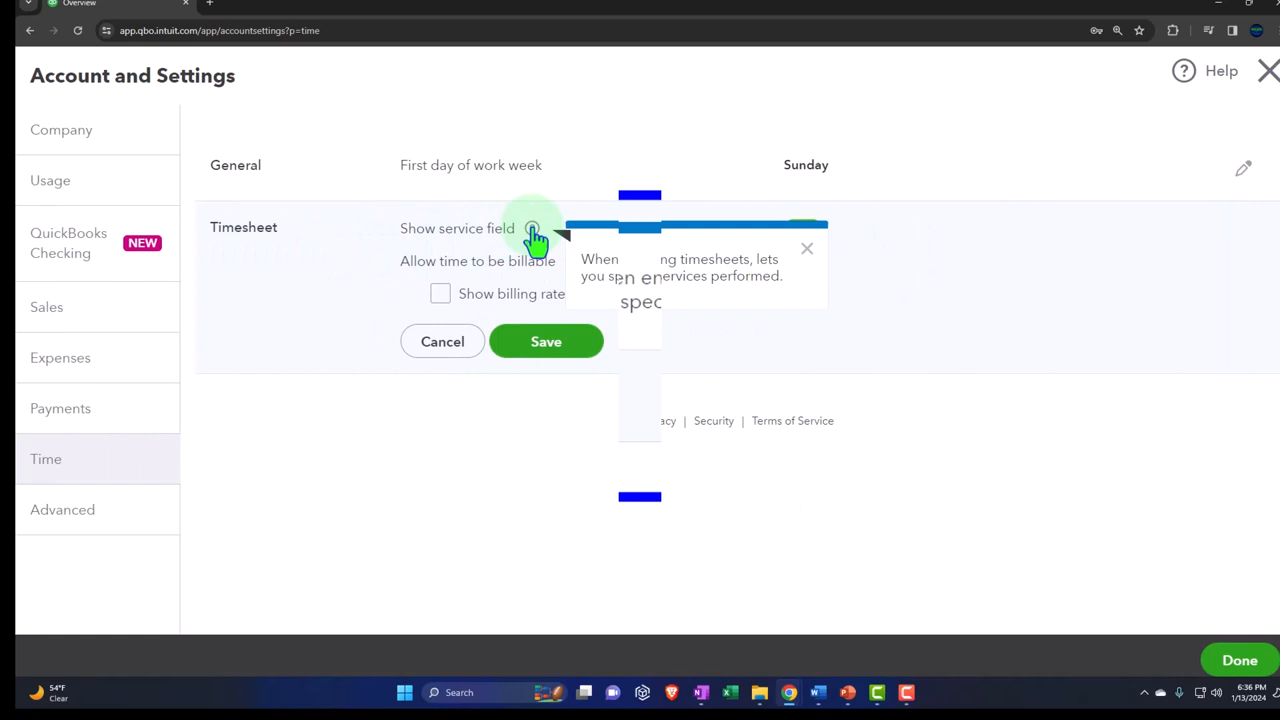 Overview
app.qbo.intuit.com/app/accountsettings?p=time
Account and Settings
Help
Company
Usage
QuickBooks
Checking
NEW
Sales
Expenses
Payments
Time
Advanced
General
First day of work week
Sunday
Timesheet
Show service field
Allow time to be billable
Show billing rate
Cancel
Save
When timesheets, lets
you performed.
Security | Terms of Service
Done
54°F
Clear
Search
6:36 PM
1/13/2024